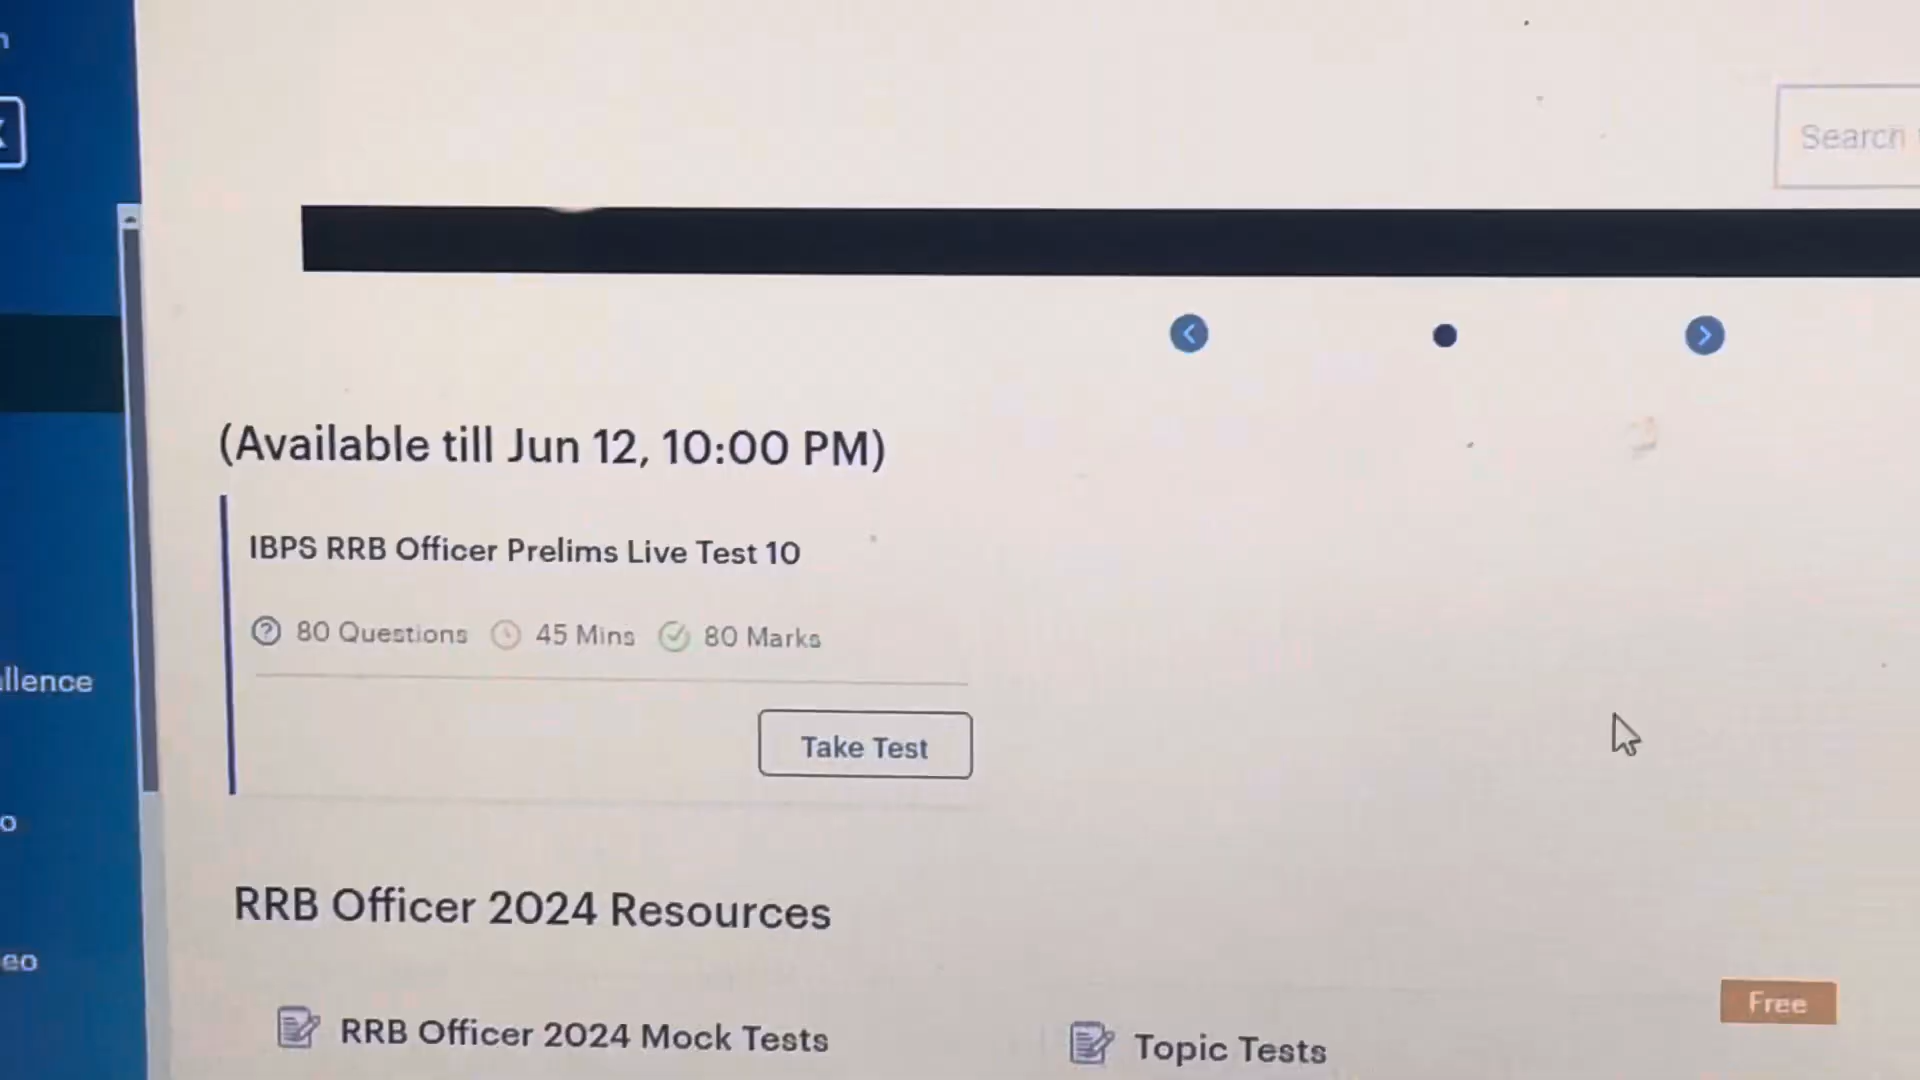 Search
(Available till Jun 12, 10:00 PM)
IBPS RRB Officer Prelims Live Test 10
80 Questions 45 Mins 80 Marks
Take Test
RRB Officer 2024 Resources
Free
RRB Officer 2024 Mock Tests
Topic Tests